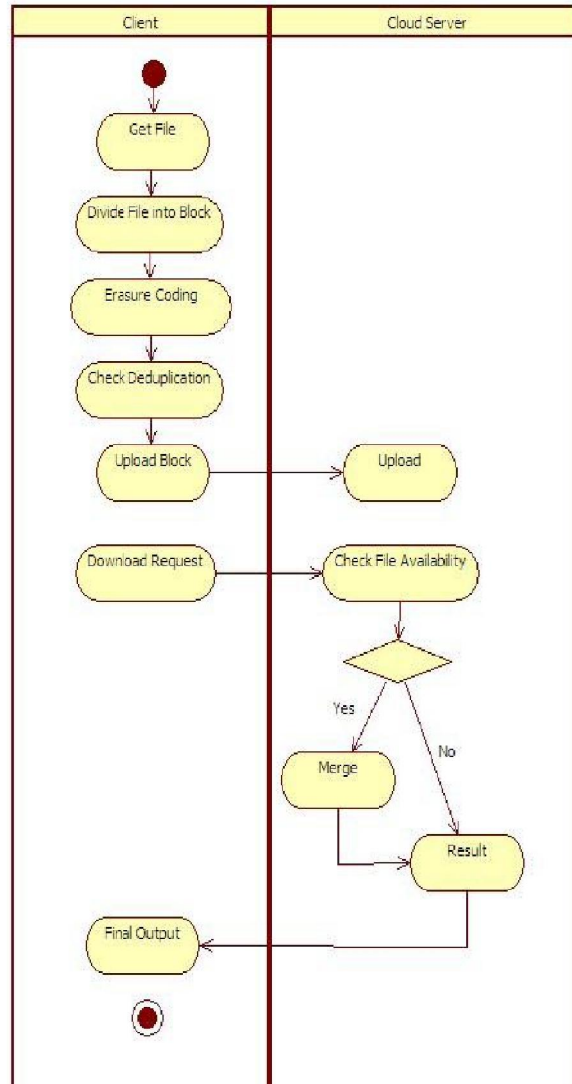 Client
Cloud Server
Get File
Divide File into Block
Erasure Coding
Check Deduplication
Upload Block
Upload
Download Request
Check File Availability
Yes
No
Merge
Result
Final Output